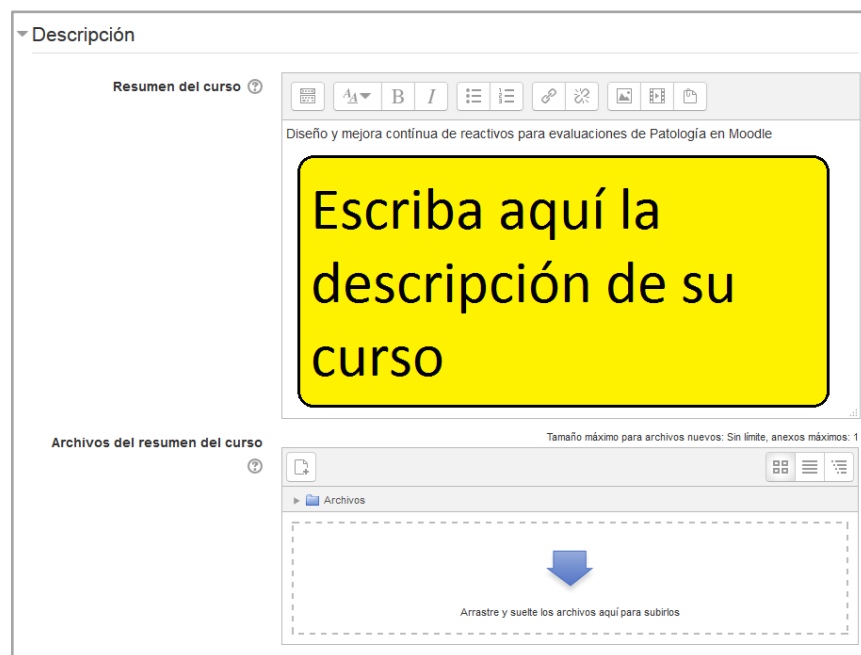 Descripción
Resumen del curso
Diseño y mejora contínua de reactivos para evaluaciones de Patología en Moodle
Escriba aquí la
descripción de su
curso
Archivos del resumen del curso
Tamaño máximo para archivos nuevos: Sin límite, anexos máximos: 1
Archivos
Arrastre y suelte los archivos aquí para subirlos